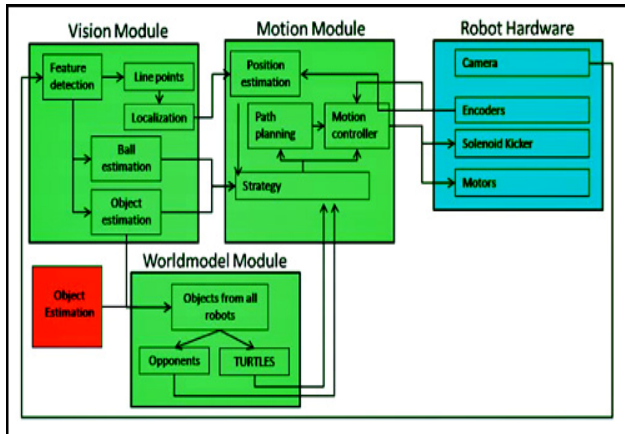 Vision Module
Motion Module
Robot Hardware
Feature
detection
Line points
Localization
Ball
estimation
Object
estimation
Position
estimation
Path
planning
Motion
controller
Strategy
Camera
Encoders
Solenoid Kicker
Motors
Object
Estimation
Worldmodel Module
Objects from all
robots
Opponents
TURTLES